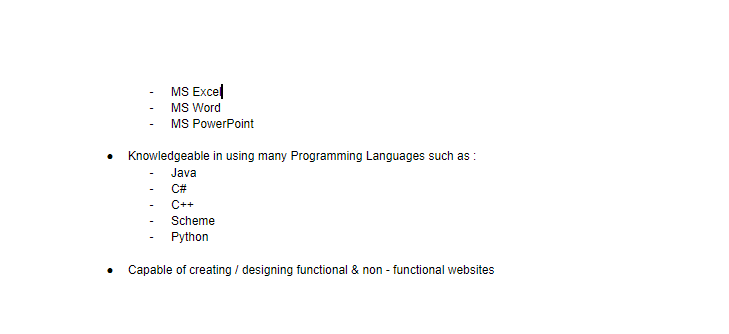 - MS Excel
- MS Word
- MS PowerPoint
● Knowledgeable in using many Programming Languages such as :
- Java
- C#
- C++
- Scheme
- Python
● Capable of creating / designing functional & non - functional websites